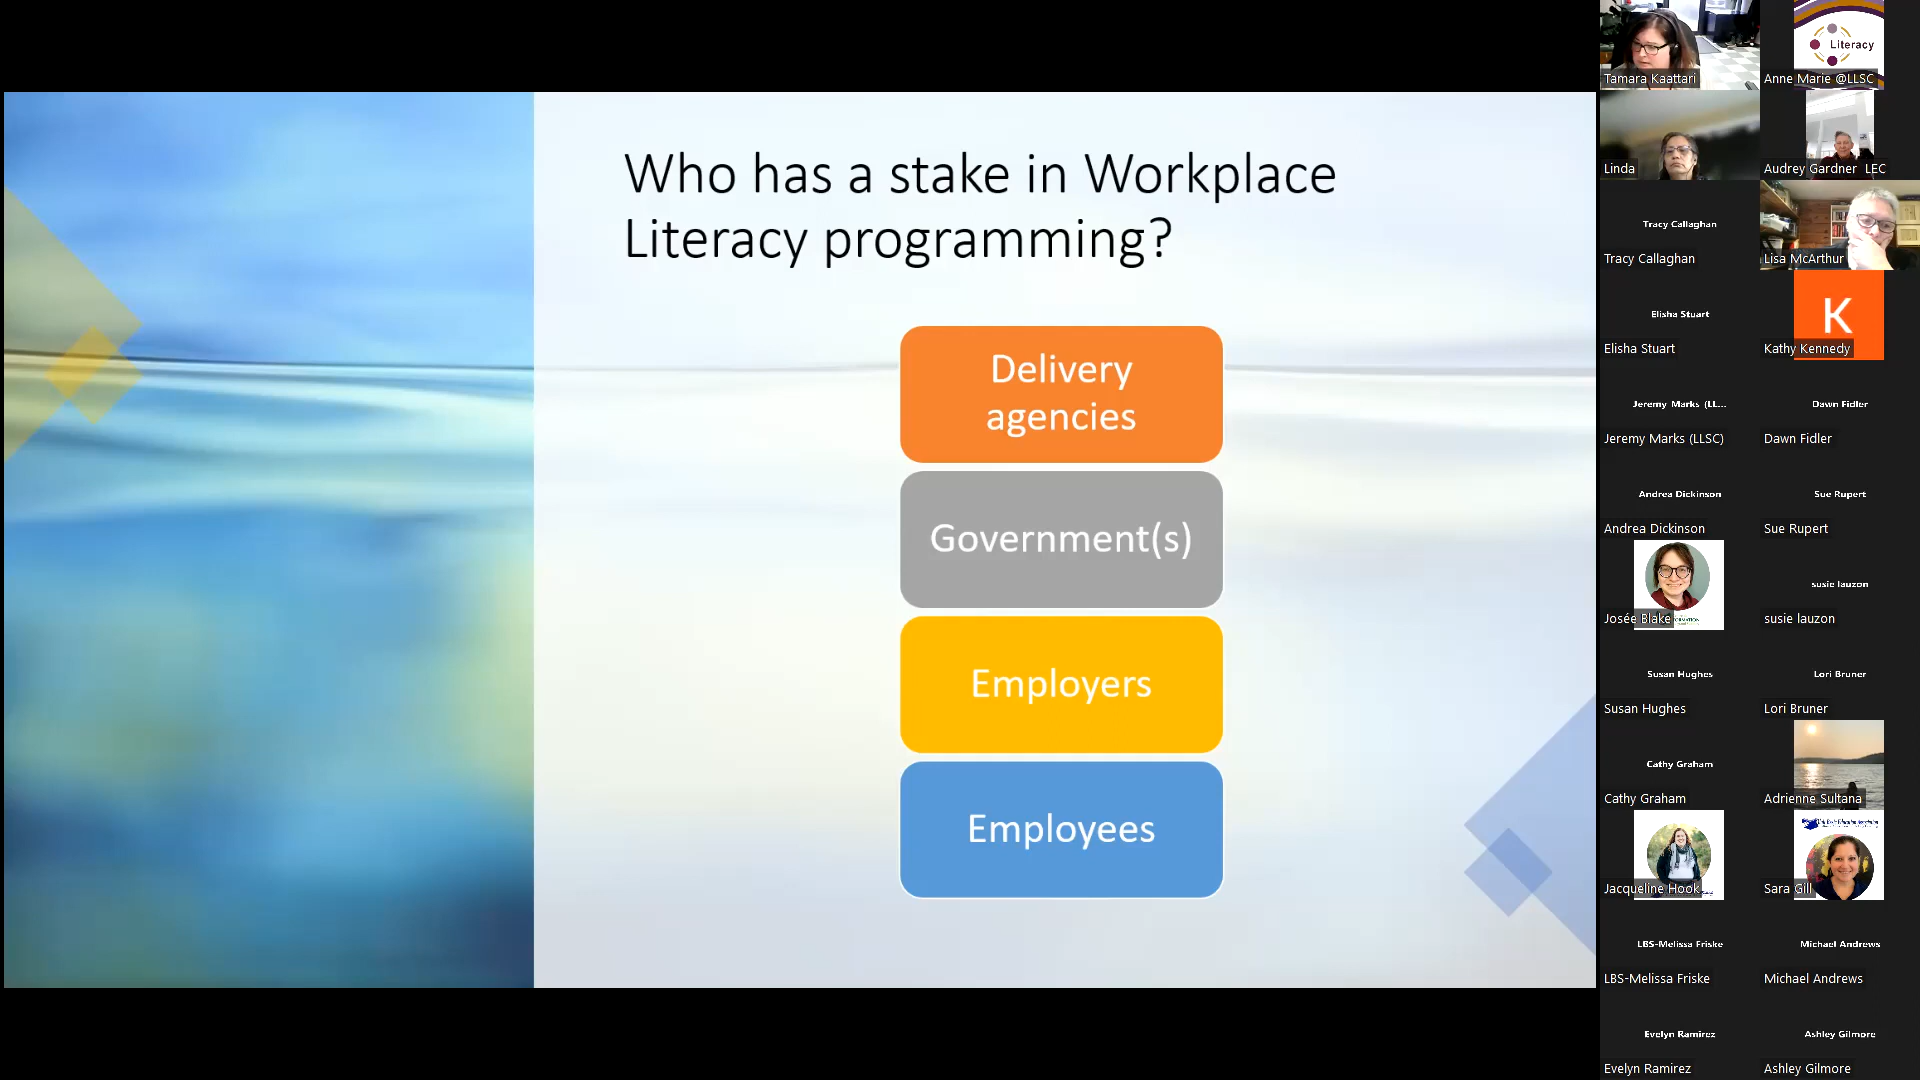 Who has a stake in Workplace
Literacy programming?
Delivery
agencies
Government(s)
Employers
Employees
Tamara Kaattari
Literacy
Anne Marie @LLSC
Linda
Audrey Gardner LEC
Tracy Callaghan
Tracy Callaghan
Lisa McArthur
Elisha Stuart
Elisha Stuart
K
Kathy Kennedy
Jeremy Marks (LL...
Jeremy Marks (LLSC)
Dawn Fidler
Dawn Fidler
Andrea Dickinson
Andrea Dickinson
Sue Rupert
Sue Rupert
Josée Blake
susie lauzon
susie lauzon
Susan Hughes
Susan Hughes
Lori Bruner
Lori Bruner
Cathy Graham
Cathy Graham
Adrienne Sultana
Jacqueline Hook
Sara Gill
LBS-Melissa Friske
LBS-Melissa Friske
Michael Andrews
Michael Andrews
Evelyn Ramirez
Evelyn Ramirez
Ashley Gilmore
Ashley Gilmore